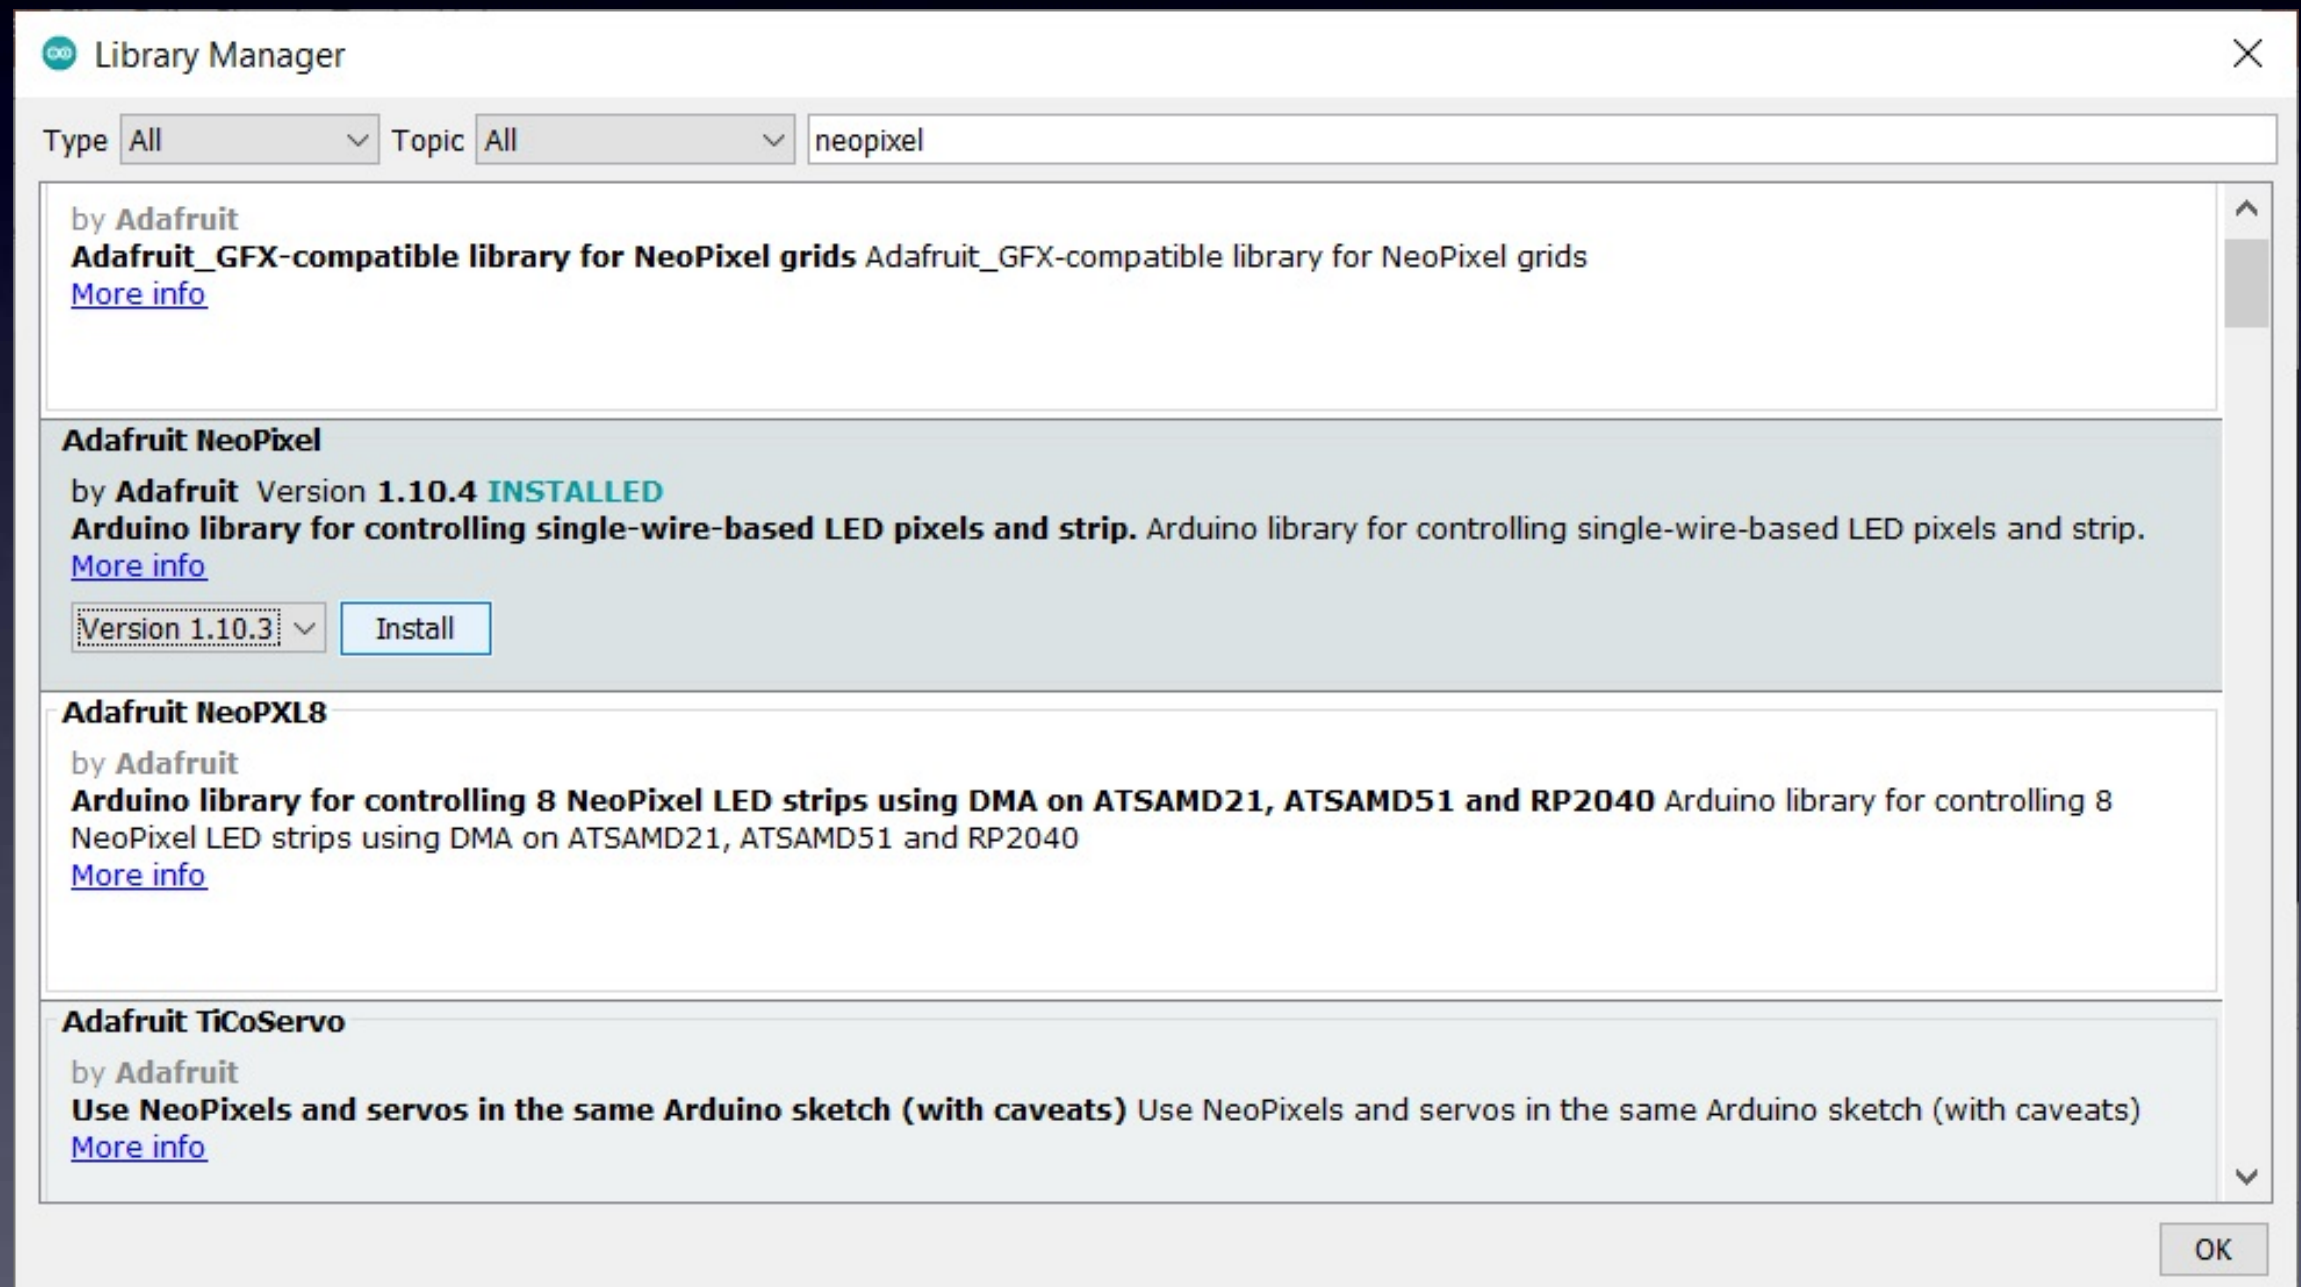 Library Manager
Type All Topic All neopixel
by Adafruit
Adafruit_GFX-compatible library for NeoPixel grids Adafruit_GFX-compatible library for NeoPixel grids
More info
Adafruit NeoPixel
by Adafruit Version 1.10.4 INSTALLED
Arduino library for controlling single-wire-based LED pixels and strip. Arduino library for controlling single-wire-based LED pixels and strip.
More info
Version 1.10.3 Install
Adafruit NeoPXL8
by Adafruit
Arduino library for controlling 8 NeoPixel LED strips using DMA on ATSAMD21, ATSAMD51 and RP2040 Arduino library for controlling 8
NeoPixel LED strips using DMA on ATSAMD21, ATSAMD51 and RP2040
More info
Adafruit TiCoServo
by Adafruit
Use NeoPixels and servos in the same Arduino sketch (with caveats) Use NeoPixels and servos in the same Arduino sketch (with caveats)
More info
OK